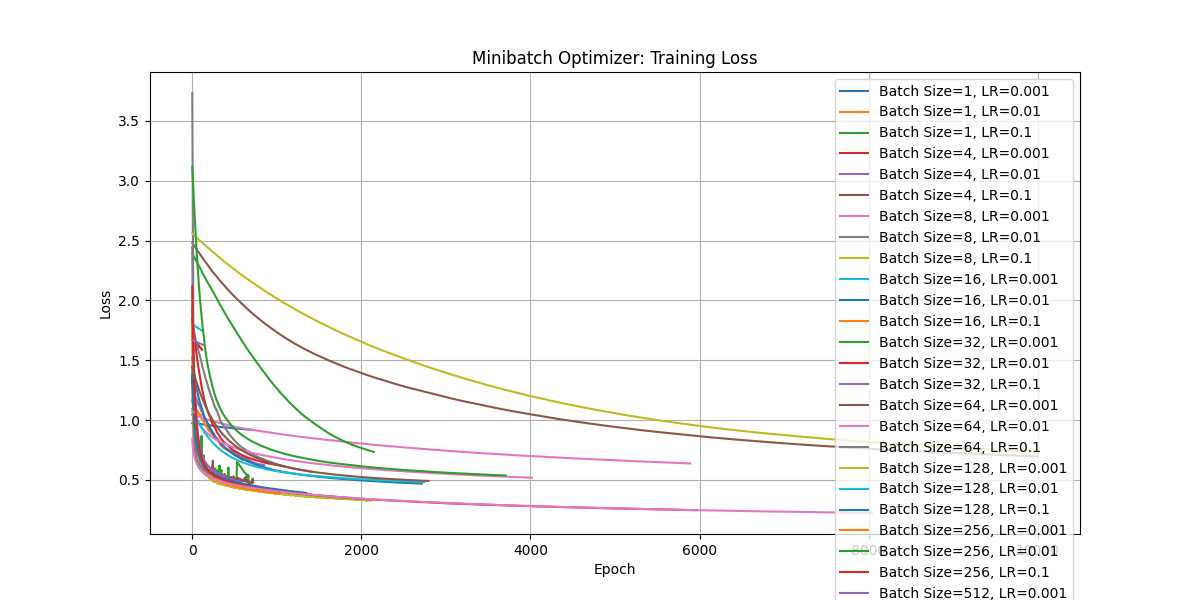 Minibatch Optimizer: Training Loss
Loss
3.5
3.0
2.5
2.0
1.5
1.0
0.5
0
2000
4000
6000
8000
Epoch
Batch Size=1, LR=0.001
Batch Size=1, LR=0.01
Batch Size=1, LR=0.1
Batch Size=4, LR=0.001
Batch Size=4, LR=0.01
Batch Size=4, LR=0.1
Batch Size=8, LR=0.001
Batch Size=8, LR=0.01
Batch Size=8, LR=0.1
Batch Size=16, LR=0.001
Batch Size=16, LR=0.01
Batch Size=16, LR=0.1
Batch Size=32, LR=0.001
Batch Size=32, LR=0.01
Batch Size=32, LR=0.1
Batch Size=64, LR=0.001
Batch Size=64, LR=0.01
Batch Size=64, LR=0.1
Batch Size=128, LR=0.001
Batch Size=128, LR=0.01
Batch Size=128, LR=0.1
Batch Size=256, LR=0.001
Batch Size=256, LR=0.01
Batch Size=256, LR=0.1
Batch Size=512, LR=0.001